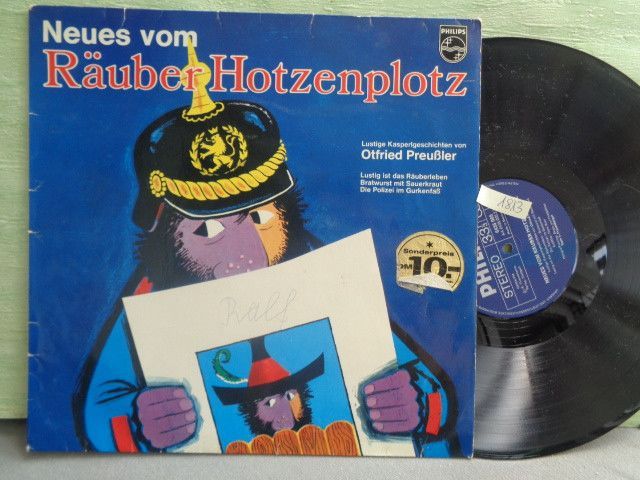 Neues vom
PHILIPS
Räuber Hotzenplotz
Lustige Kasperlgeschichten von
Otfried Preußler
Lustig ist das Räuberleben
Bratwurst mit Sauerkraut
Die Polizei im Gurkenfaß
*
Sonderpreis
DM 10.-
Ralf
1813
STEREO 33